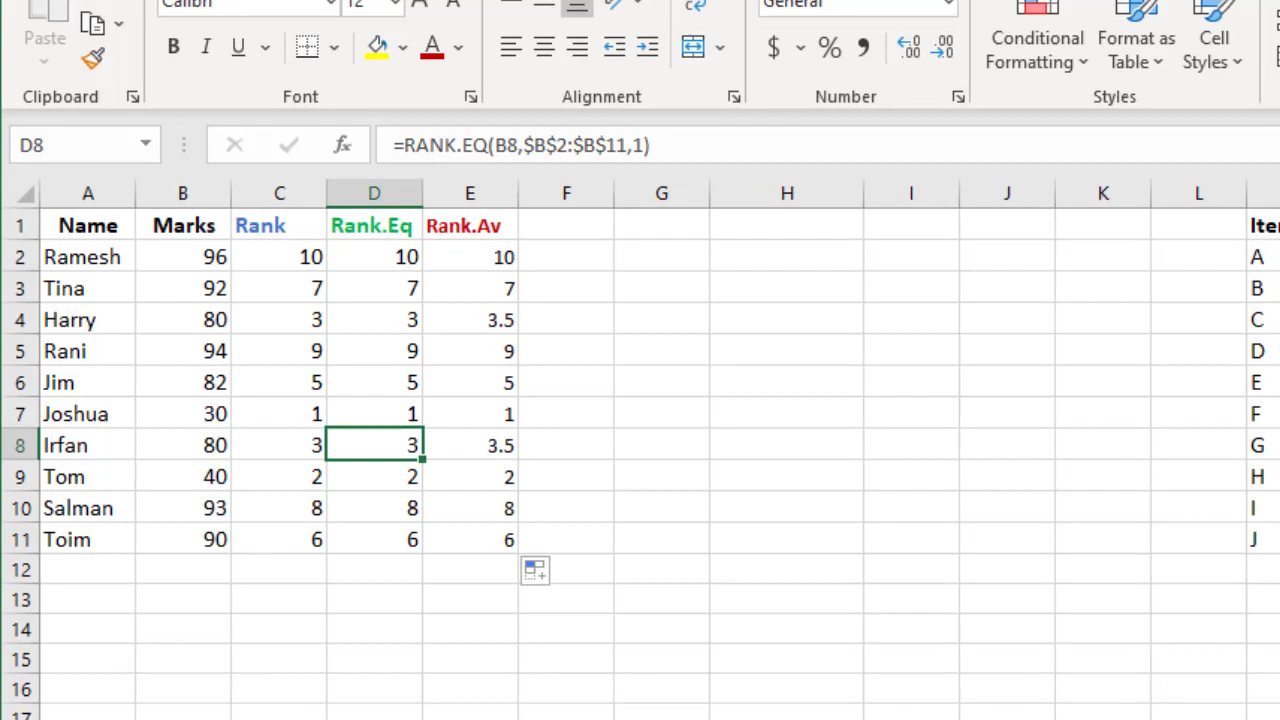 Calibri 12 General
Paste
B I U A $ % .00 .00
Conditional Formatting
Format as Table
Cell Styles
Clipboard Font Alignment Number Styles
D8 fx =RANK.EQ(B8,$B$2:$B$11,1)
A B C D E F G H I J K L
1 Name Marks Rank Rank.Eq Rank.Av
2 Ramesh 96 10 10 10 A
3 Tina 92 7 7 7 B
4 Harry 80 3 3 3.5 C
5 Rani 94 9 9 9 D
6 Jim 82 5 5 5 E
7 Joshua 30 1 1 1 F
8 Irfan 80 3 3 3.5 G
9 Tom 40 2 2 2 H
10 Salman 93 8 8 8 I
11 Toim 90 6 6 6 J
12
13
14
15
16
17